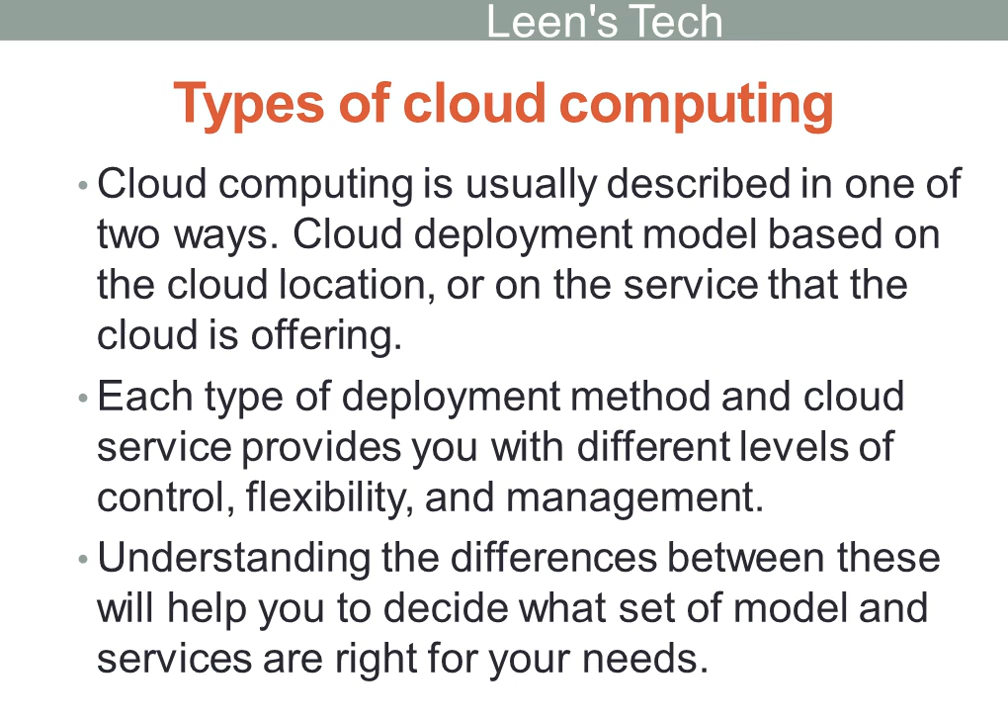 Leen's Tech
Types of cloud computing
• Cloud computing is usually described in one of
two ways. Cloud deployment model based on
the cloud location, or on the service that the
cloud is offering.
• Each type of deployment method and cloud
service provides you with different levels of
control, flexibility, and management.
• Understanding the differences between these
will help you to decide what set of model and
services are right for your needs.